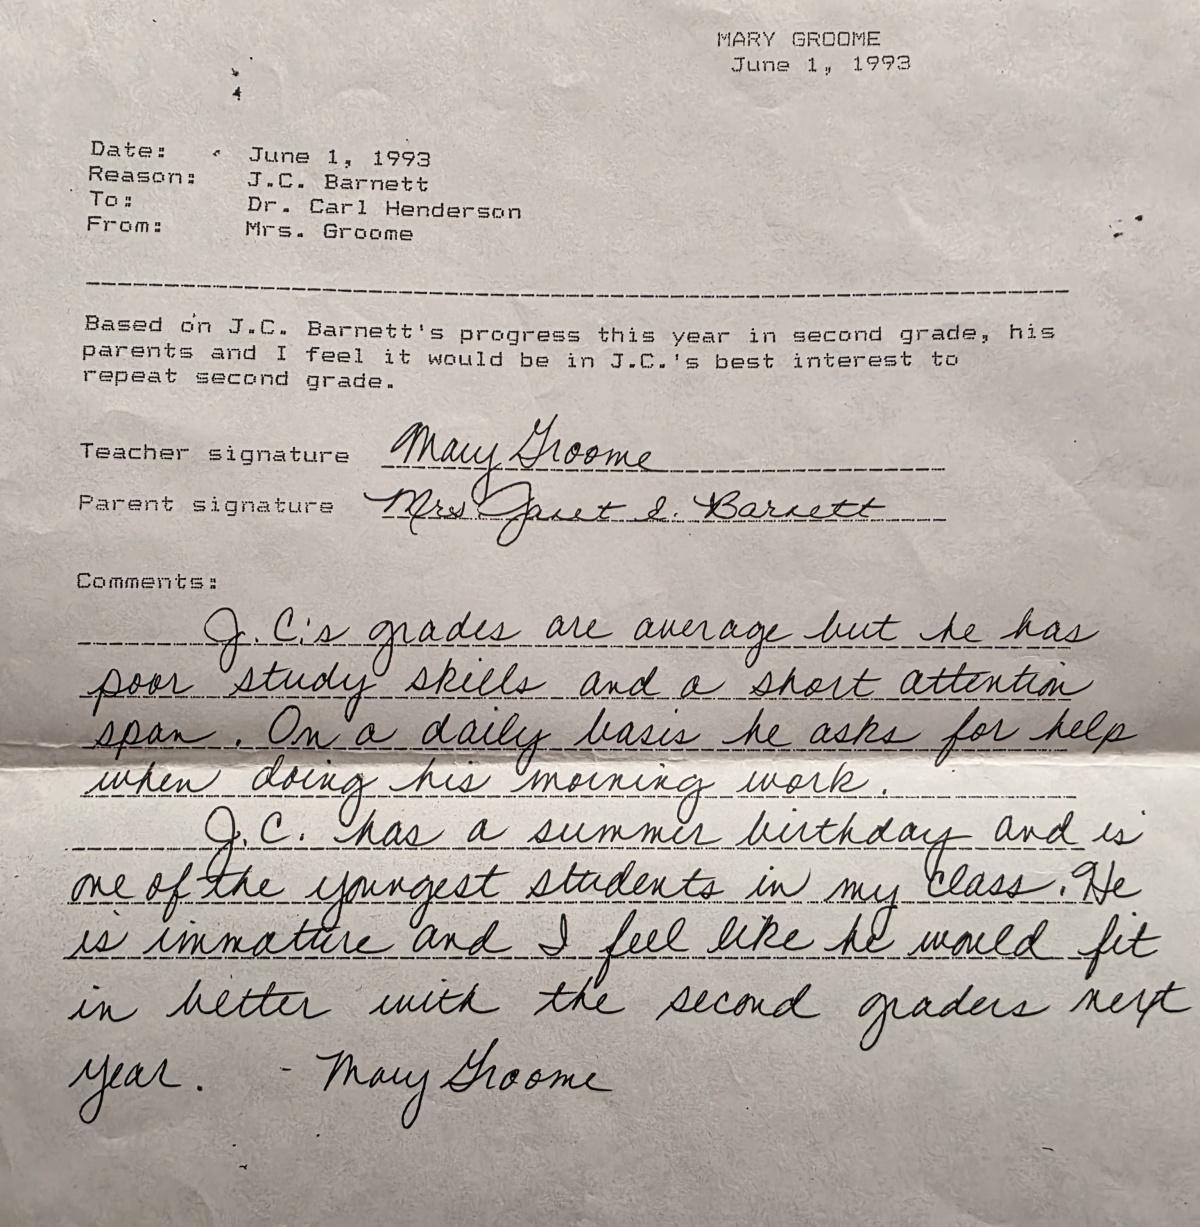 MARY GROOME
June 1, 1993
Date: June 1, 1993
Reason: J.C. Barnett
To: Dr. Carl Henderson
From: Mrs. Groome
Based on J.C. Barnett's progress this year in second grade, his
parents and I feel it would be in J.C.'s best interest to
repeat second grade.
Teacher signature Mary Groome
Parent signature Mrs. Janet I. Barnett
Comments:
J.C.'s grades are average but he has
poor study skills and a short attention
span. On a daily basis he asks for help
when doing his morning work.
J.C. has a summer birthday and is
one of the youngest students in my class. He
is immature and I feel like he would fit
in better with the second graders next
year. - Mary Groome